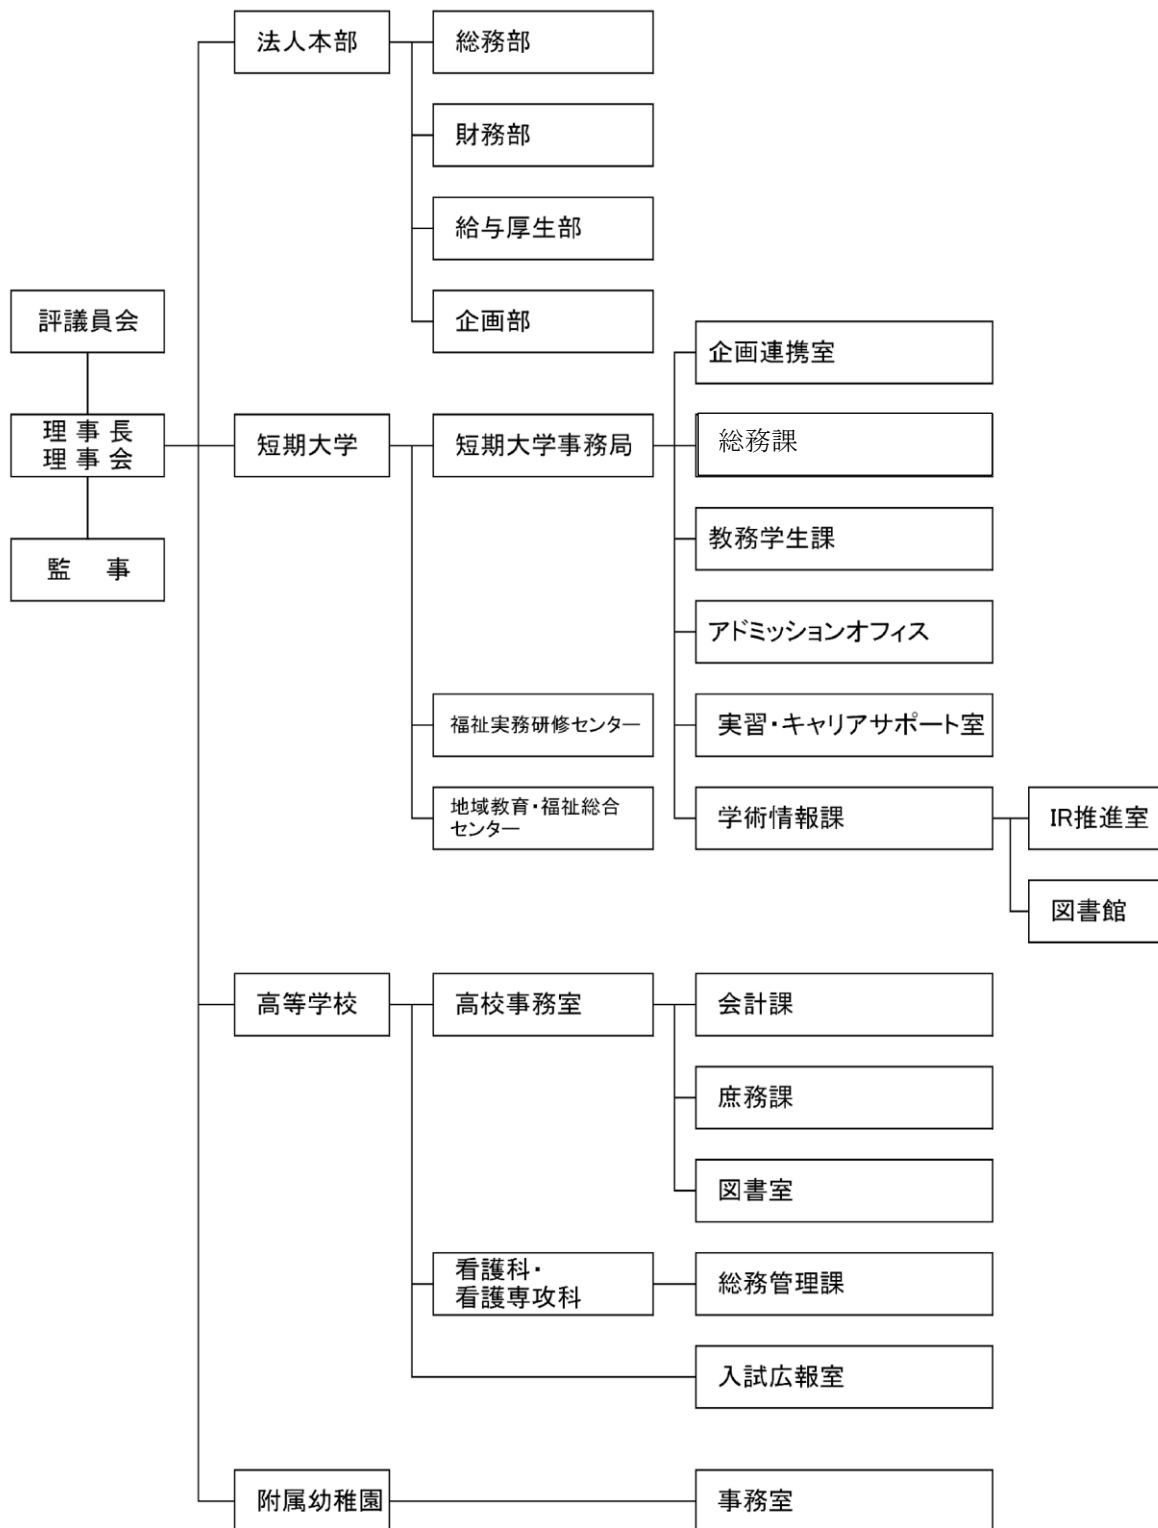 法人本部
総務部
財務部
給与厚生部
企画部
評議員会
理事長
理事会
監　事
短期大学
短期大学事務局
企画連携室
総務課
教務学生課
アドミッションオフィス
実習・キャリアサポート室
学術情報課
IR推進室
図書館
福祉実務研修センター
地域教育・福祉総合
センター
高等学校
高校事務室
会計課
庶務課
図書室
看護科・
看護専攻科
総務管理課
入試広報室
附属幼稚園
事務室